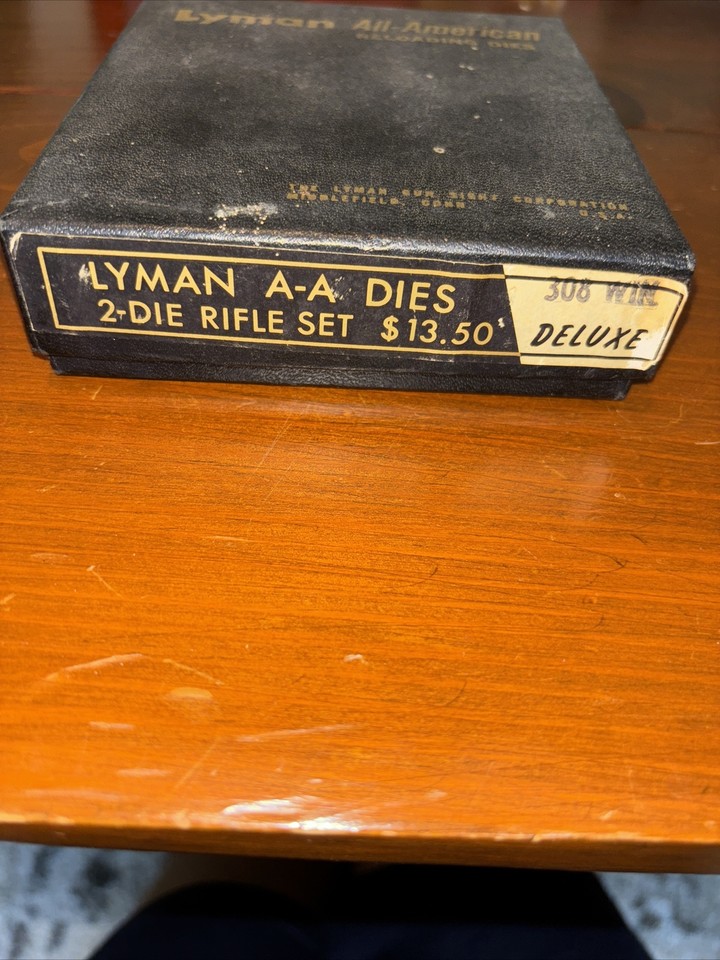 Lyman All-American
RELOADING DIES
THE LYMAN GUN SIGHT CORPORATION
MIDDLEFIELD, CONN. U.S.A.
LYMAN A-A DIES
2-DIE RIFLE SET $13.50
308 WIN
DELUXE